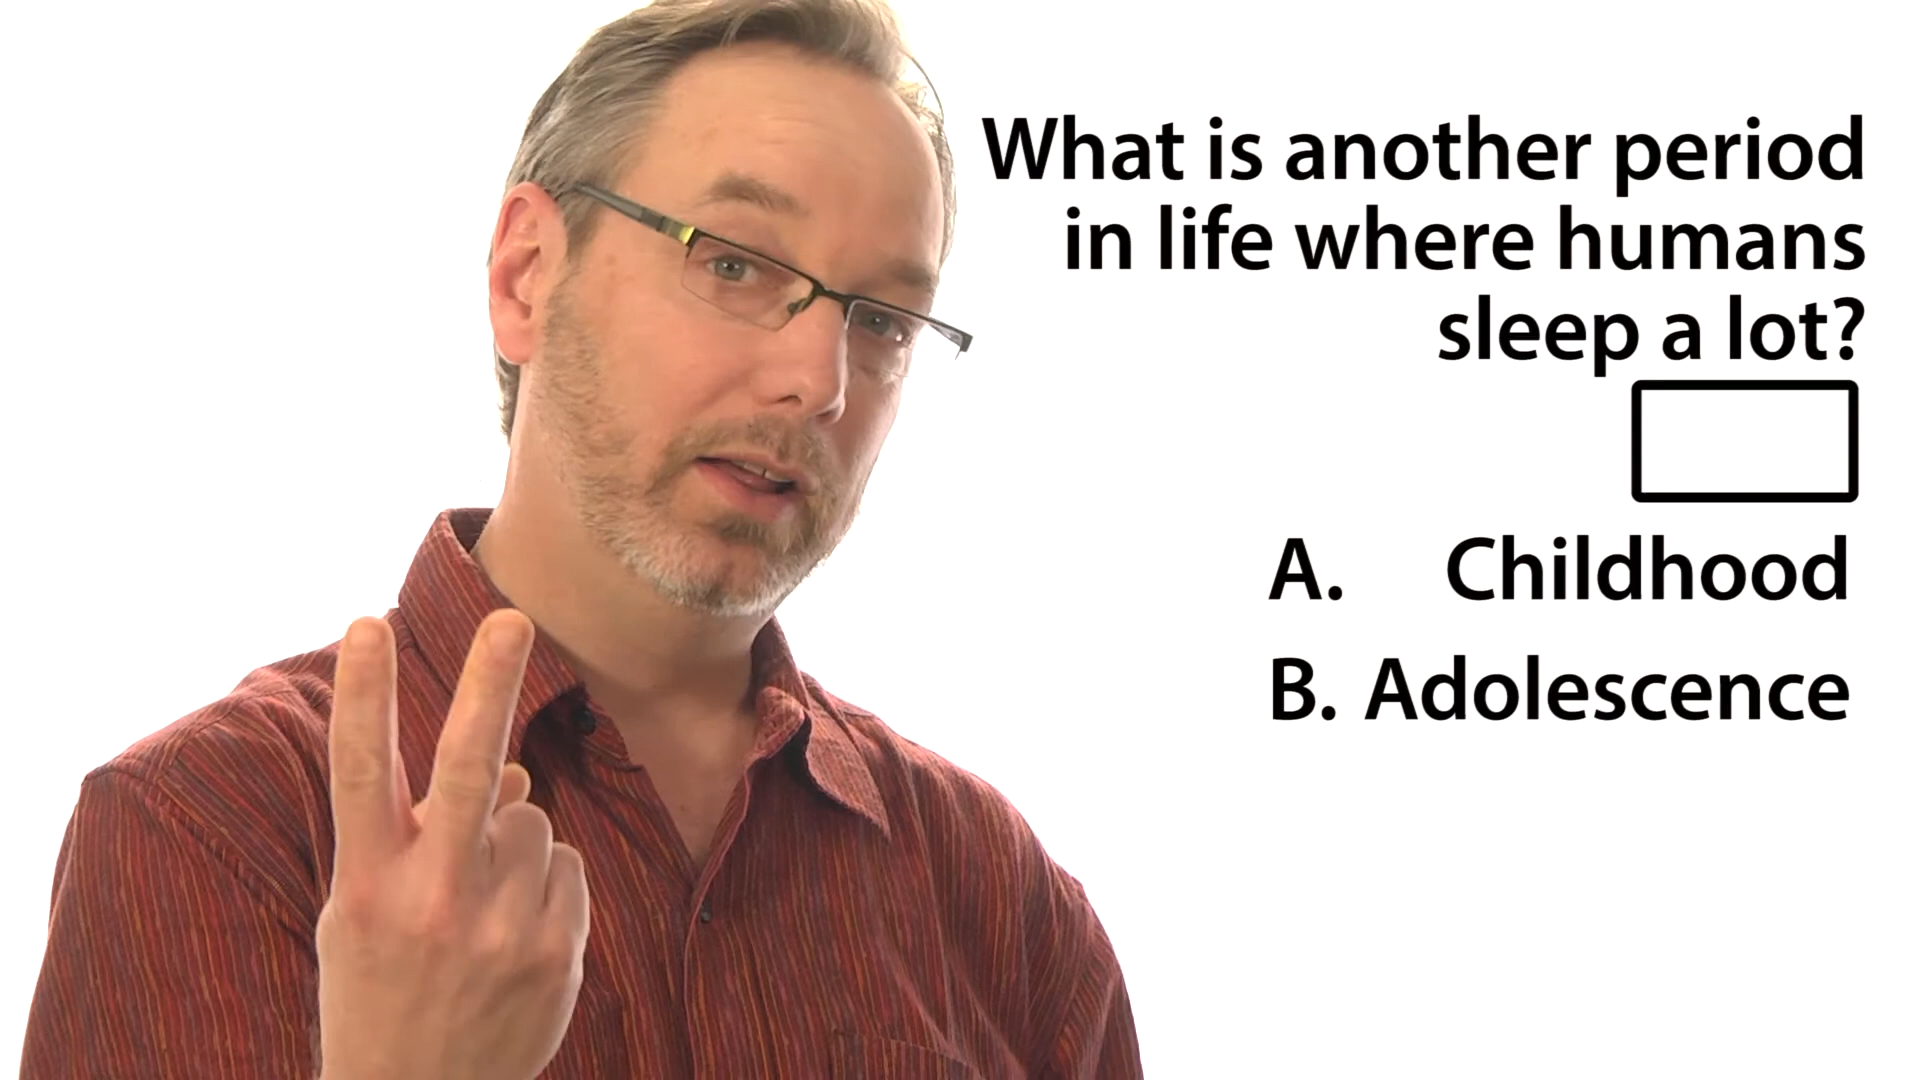 What is another period
in life where humans
sleep a lot?
A. Childhood
B. Adolescence